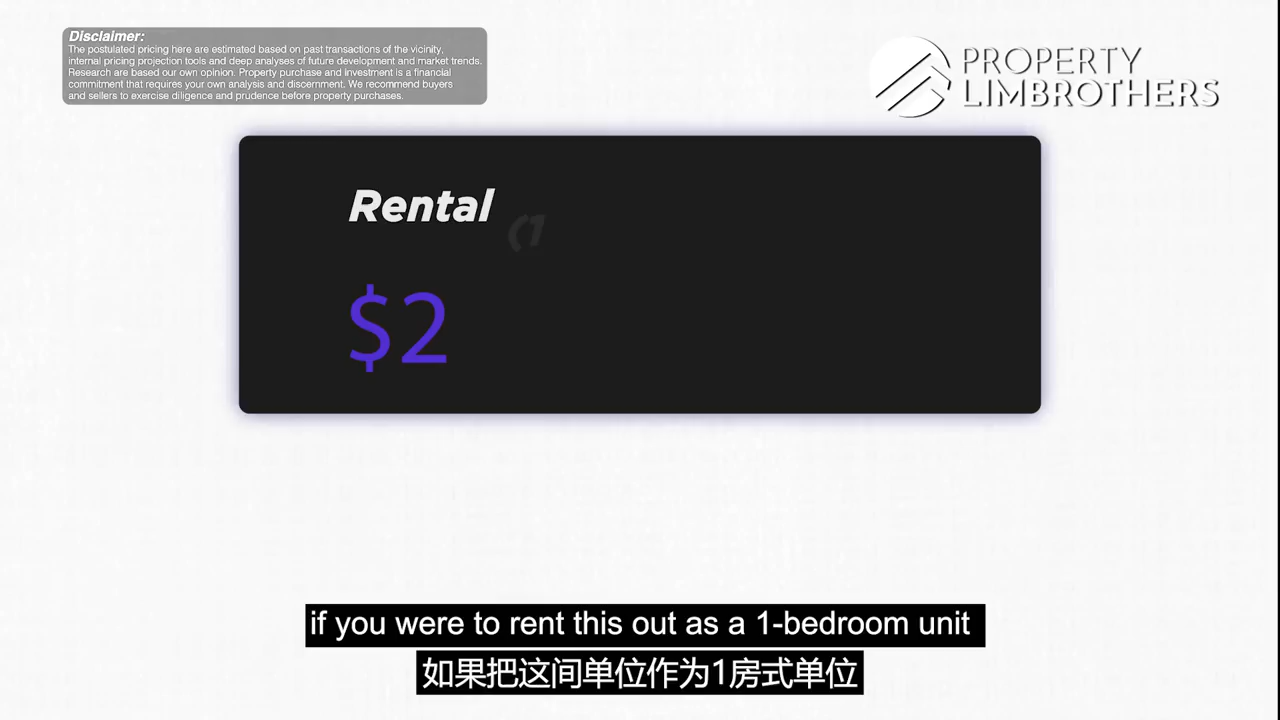 Disclaimer:
The postulated pricing here are estimated based on past transactions of the vicinity,
internal pricing projection tools and deep analyses of future development and market trends.
Research are based our own opinion. Property purchase and investment is a financial
commitment that requires your own analysis and discernment. We recommend buyers
and sellers to exercise diligence and prudence before property purchases.
PROPERTY
LIMBROTHERS
Rental (1
$2
if you were to rent this out as a 1-bedroom unit
如果把这间单位作为1房式单位